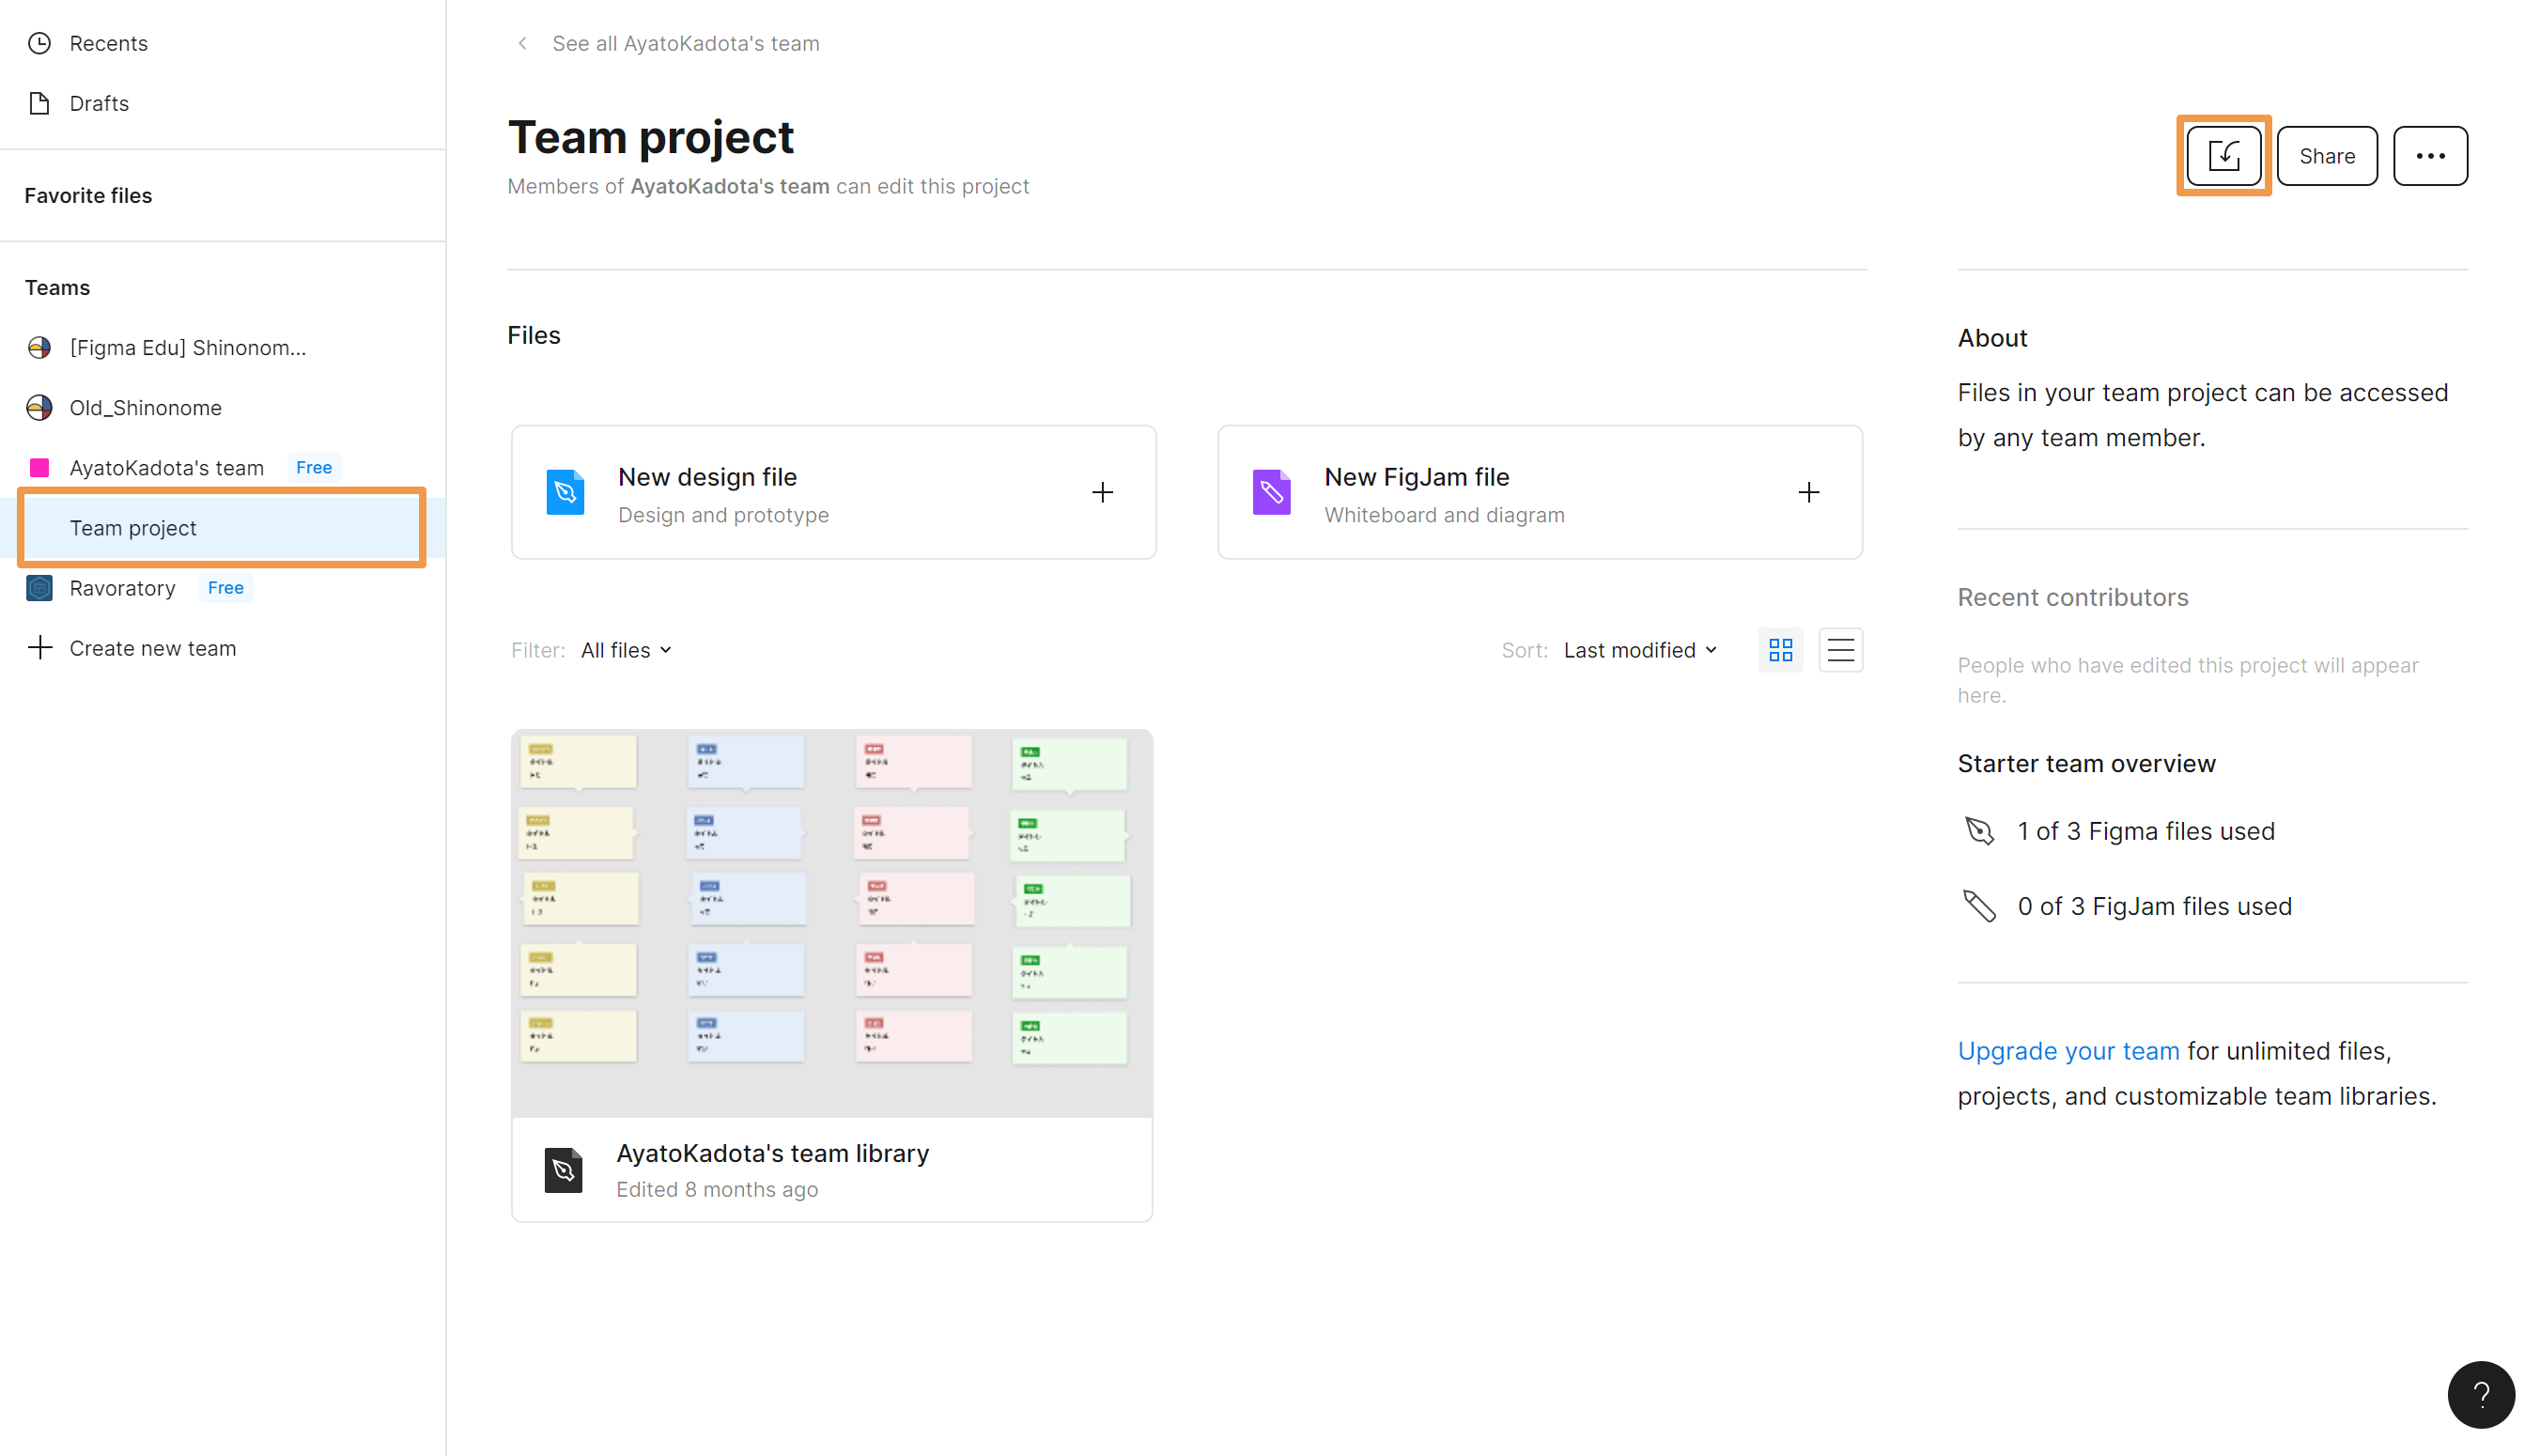 Recents
Drafts
Favorite files
Teams
[Figma Edu] Shinonom...
Old_Shinonome
AyatoKadota's team Free
Team project
Ravoratory Free
Create new team
See all AyatoKadota's team
Team project
Members of AyatoKadota's team can edit this project
Share
Files
New design file
Design and prototype
New FigJam file
Whiteboard and diagram
Filter: All files
Sort: Last modified
AyatoKadota's team library
Edited 8 months ago
About
Files in your team project can be accessed
by any team member.
Recent contributors
People who have edited this project will appear
here.
Starter team overview
1 of 3 Figma files used
0 of 3 FigJam files used
Upgrade your team for unlimited files,
projects, and customizable team libraries.
?